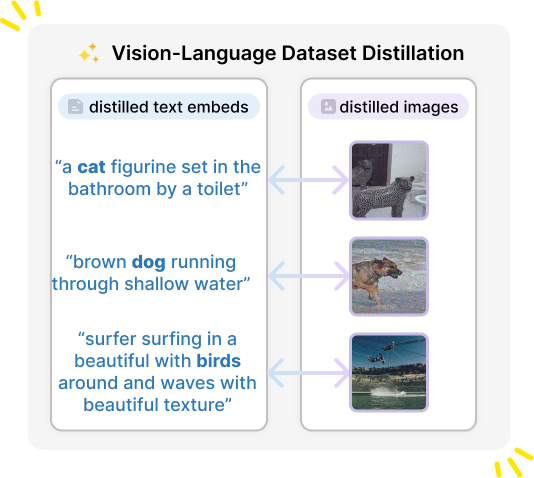 Vision-Language Dataset Distillation
distilled text embeds
“a cat figurine set in the
bathroom by a toilet”
“brown dog running
through shallow water”
“surfer surfing in a
beautiful with birds
around and waves with
beautiful texture”
distilled images